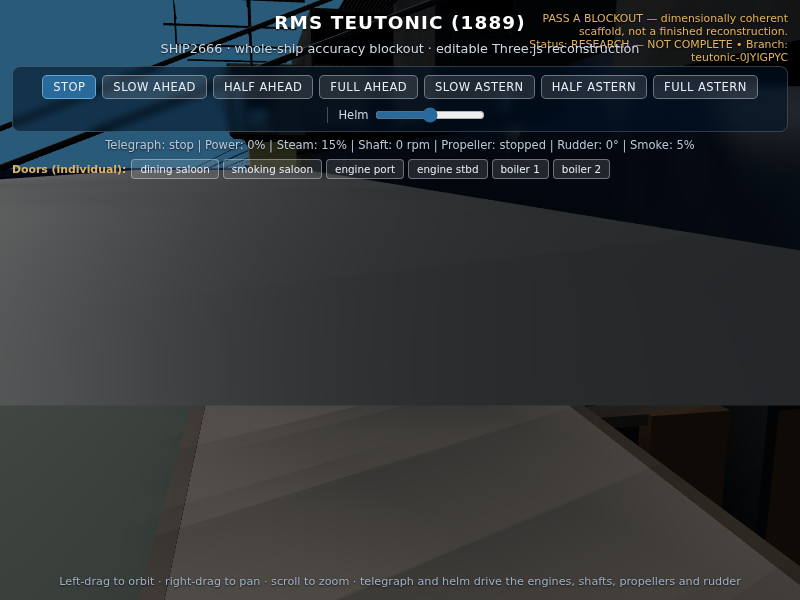 RMS TEUTONIC (1889)
PASS A BLOCKOUT — dimensionally coherent
scaffold, not a finished reconstruction.
Status: RESEARCH — NOT COMPLETE • Branch:
teutonic-0JYIGPYC
SHIP2666 · whole-ship accuracy blockout · editable Three.js reconstruction
STOP SLOW AHEAD HALF AHEAD FULL AHEAD SLOW ASTERN HALF ASTERN FULL ASTERN
Helm
Telegraph: stop | Power: 0% | Steam: 15% | Shaft: 0 rpm | Propeller: stopped | Rudder: 0° | Smoke: 5%
Doors (individual): dining saloon smoking saloon engine port engine stbd boiler 1 boiler 2
Left-drag to orbit · right-drag to pan · scroll to zoom · telegraph and helm drive the engines, shafts, propellers and rudder